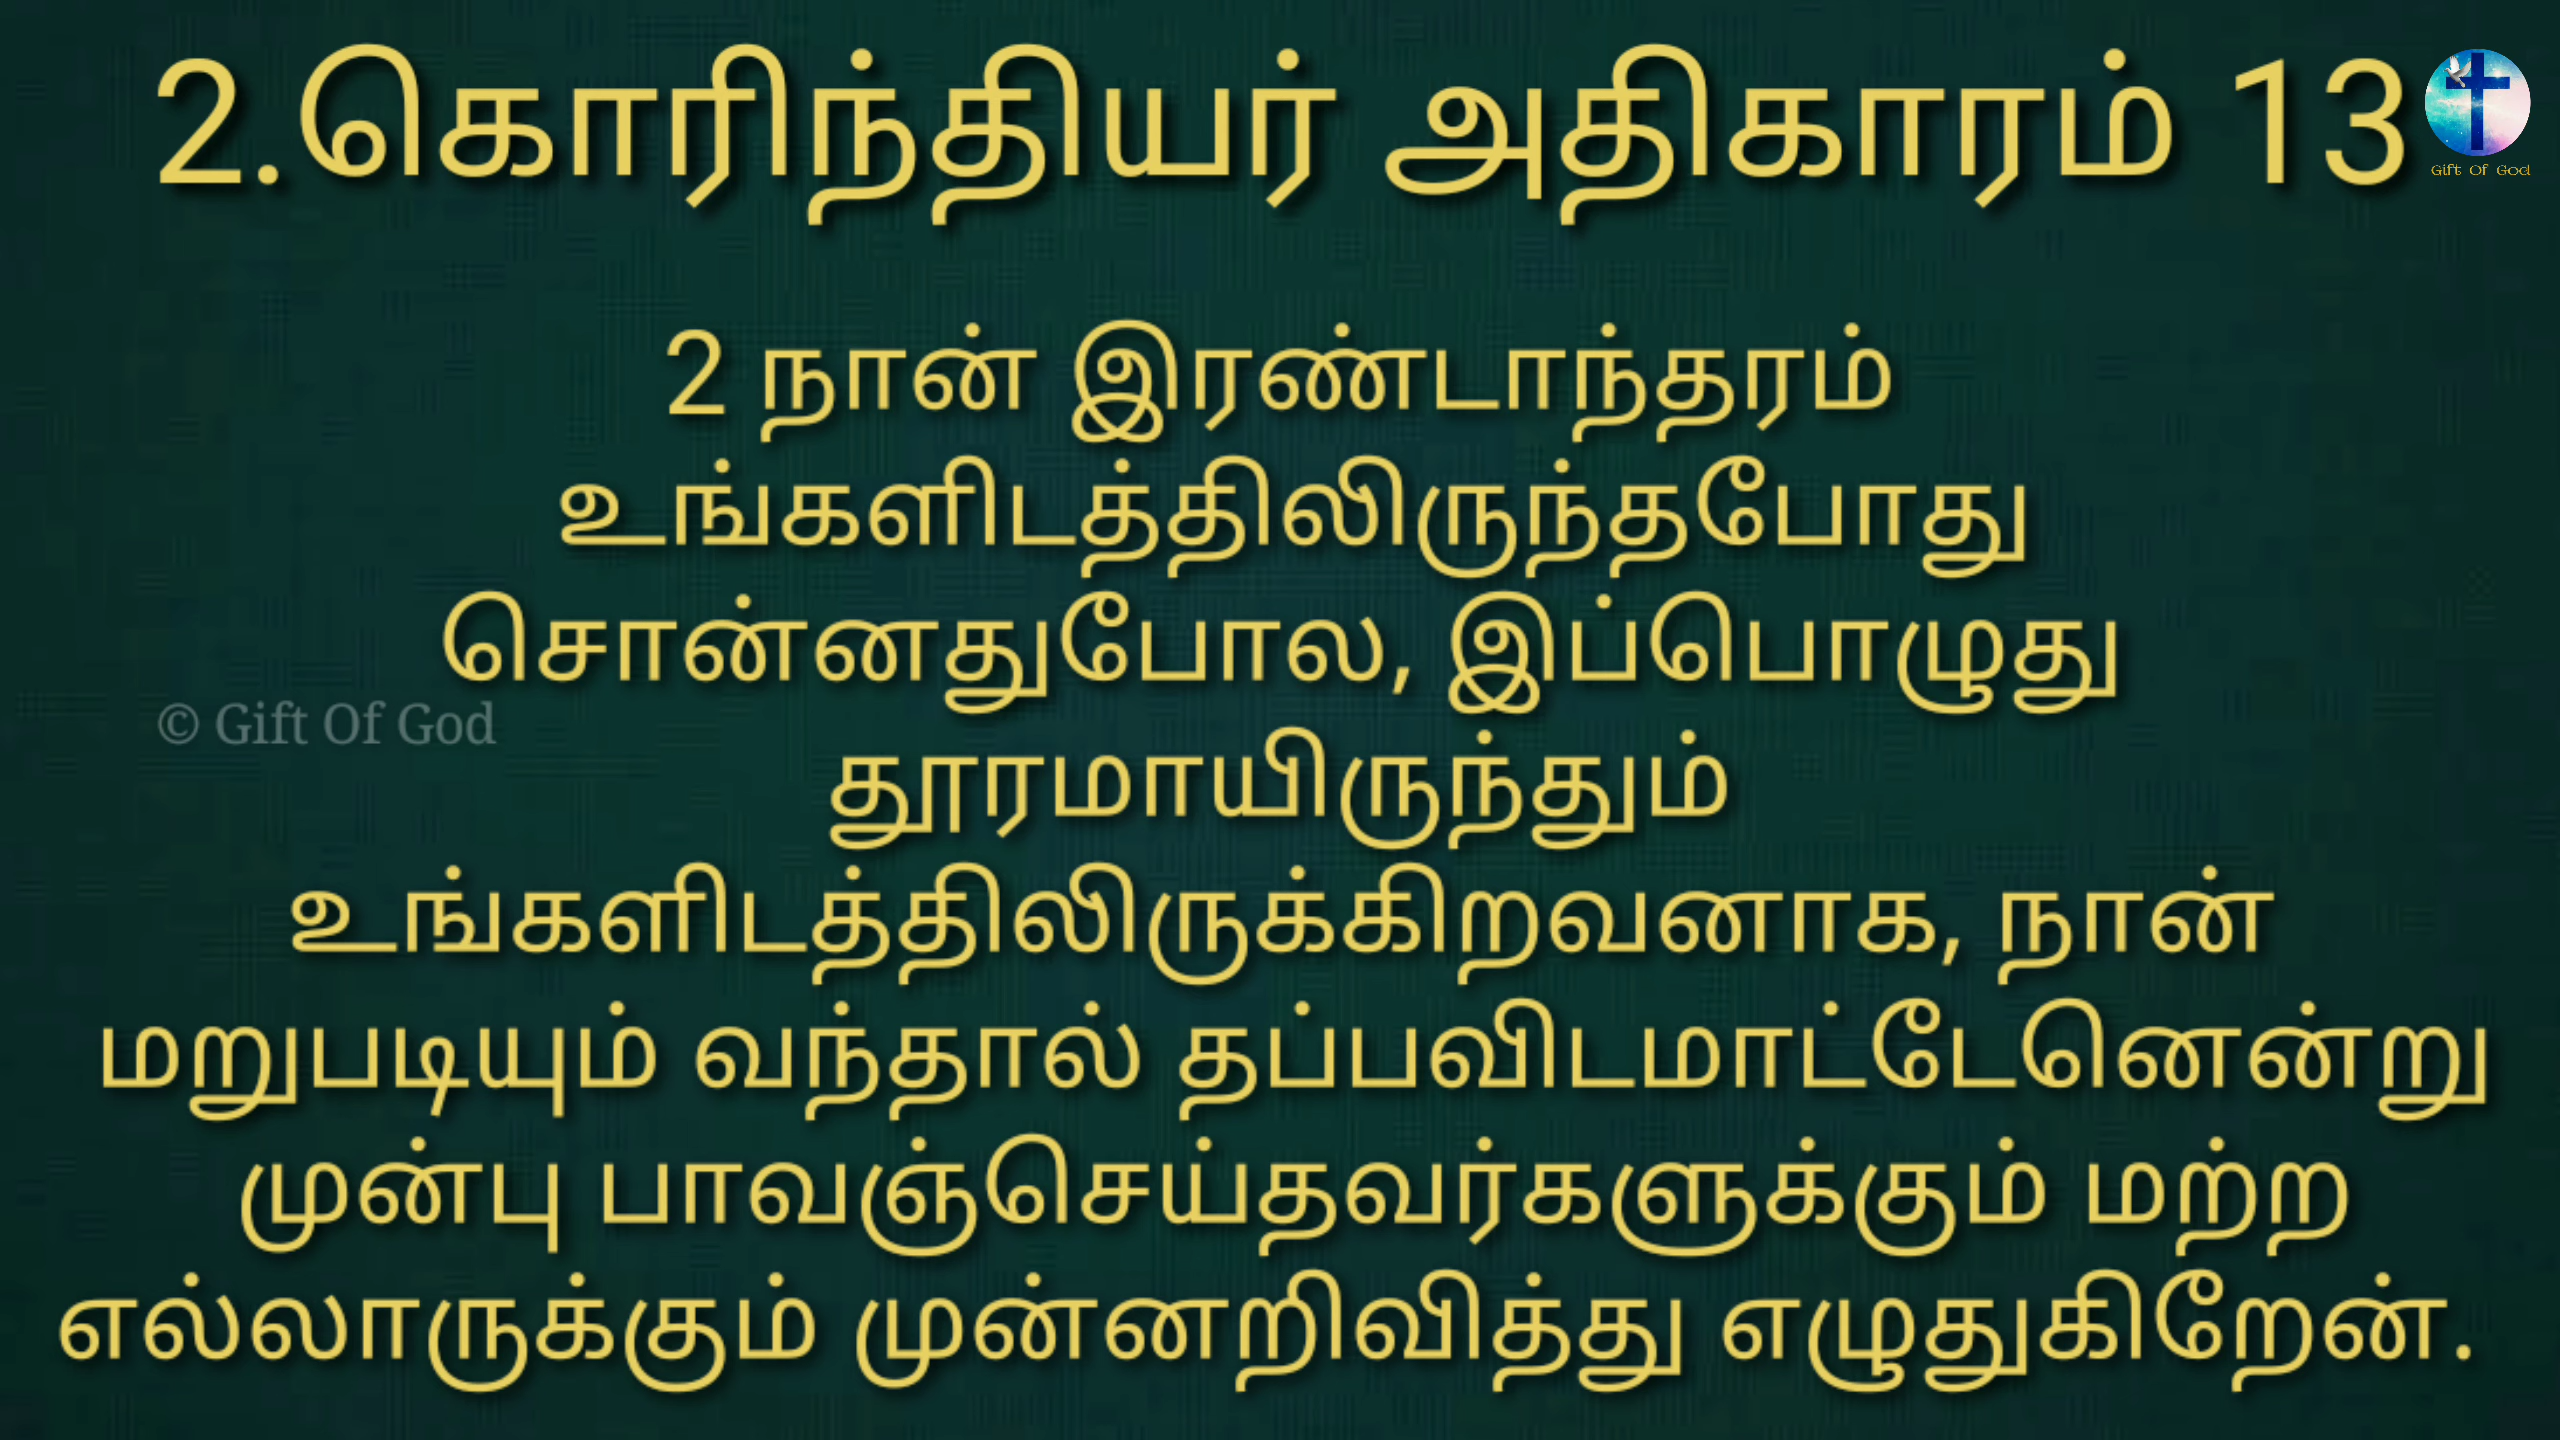 2.கொரிந்தியர் அதிகாரம் 13
Gift Of God
2 நான் இரண்டாந்தரம்
உங்களிடத்திலிருந்தபோது
சொன்னதுபோல, இப்பொழுது
© Gift Of God
தூரமாயிருந்தும்
உங்களிடத்திலிருக்கிறவனாக, நான்
மறுபடியும் வந்தால் தப்பவிடமாட்டேனென்று
முன்பு பாவஞ்செய்தவர்களுக்கும் மற்ற
எல்லாருக்கும் முன்னறிவித்து எழுதுகிறேன்.